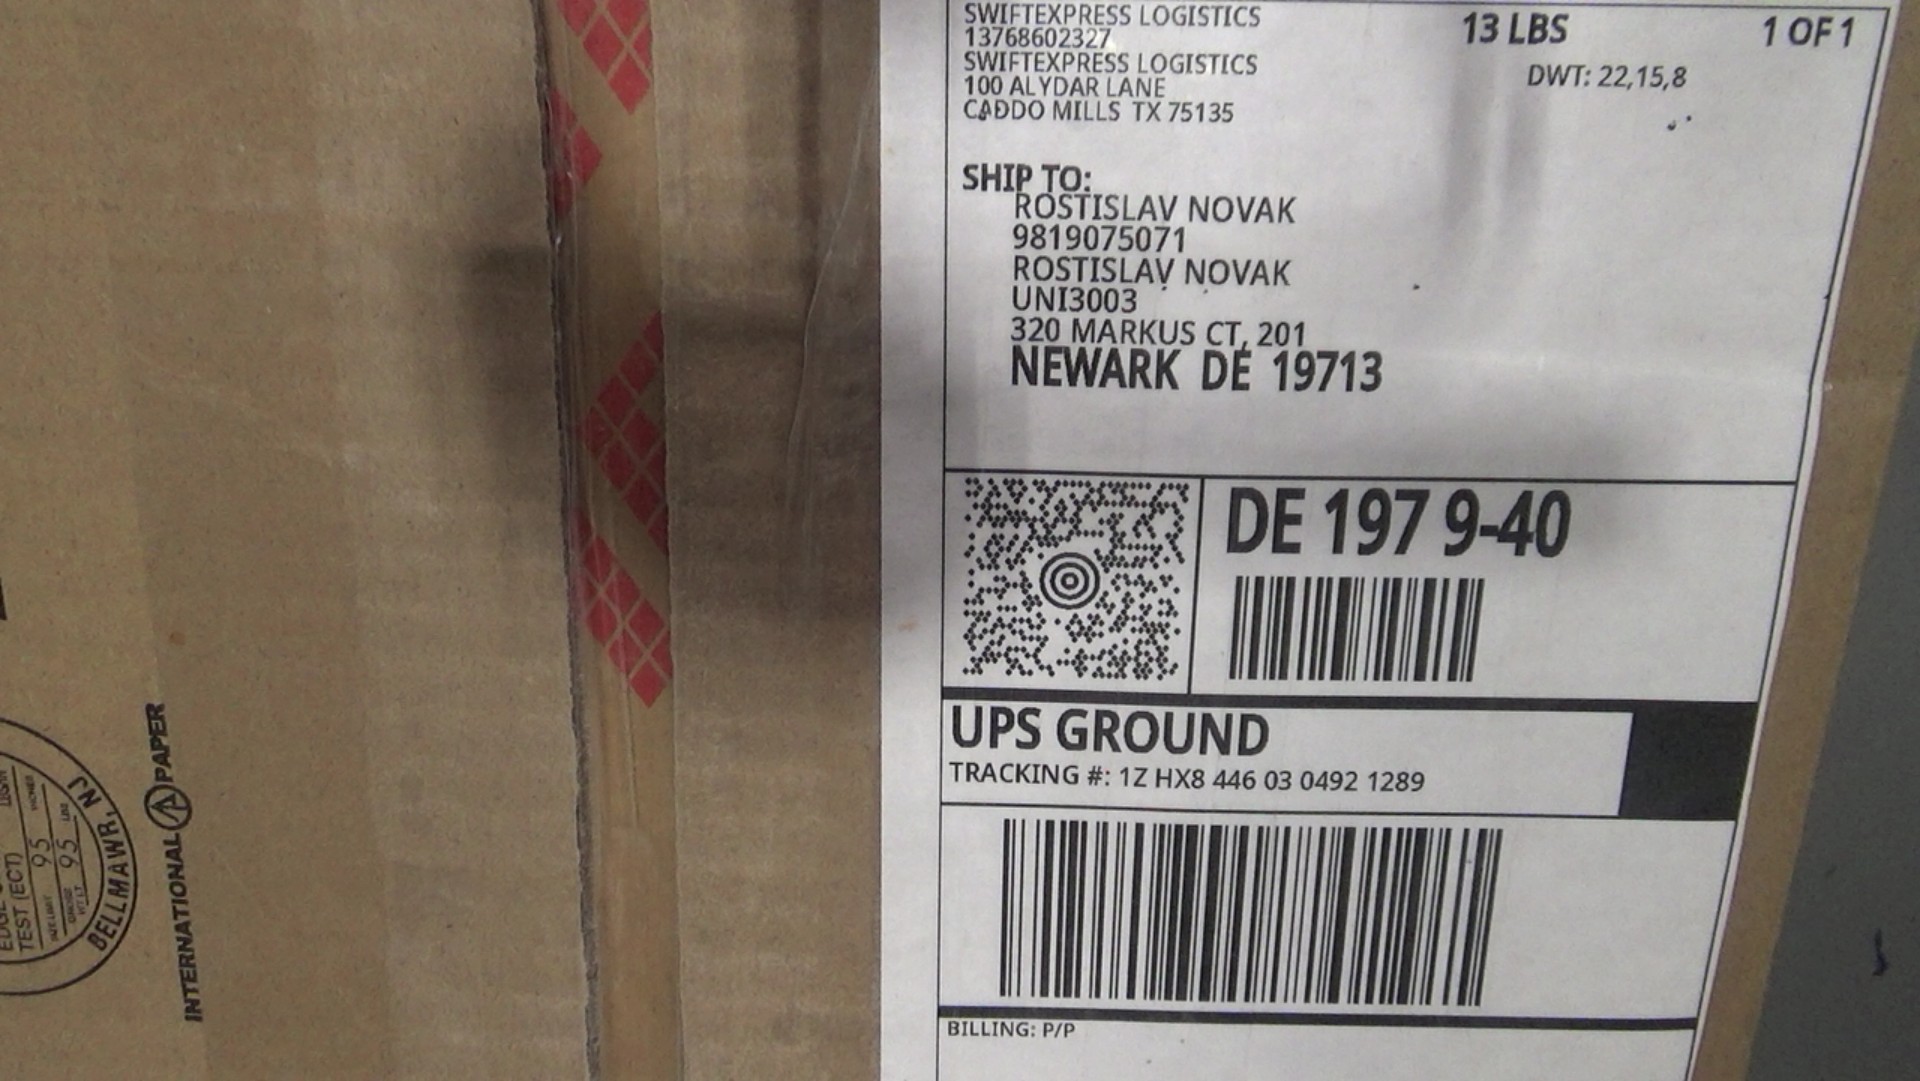 SWIFTEXPRESS LOGISTICS
13768602327
SWIFTEXPRESS LOGISTICS
100 ALYDAR LANE
CADDO MILLS TX 75135
13 LBS
1 OF 1
DWT: 22,15,8
SHIP TO:
ROSTISLAV NOVAK
9819075071
ROSTISLAV NOVAK
UNI3003
320 MARKUS CT, 201
NEWARK DE 19713
DE 197 9-40
UPS GROUND
TRACKING #: 1Z HX8 446 03 0492 1289
BILLING: P/P
INTERNATIONAL PAPER
TEST (ECT)
95
95
BELLMAWR, NJ